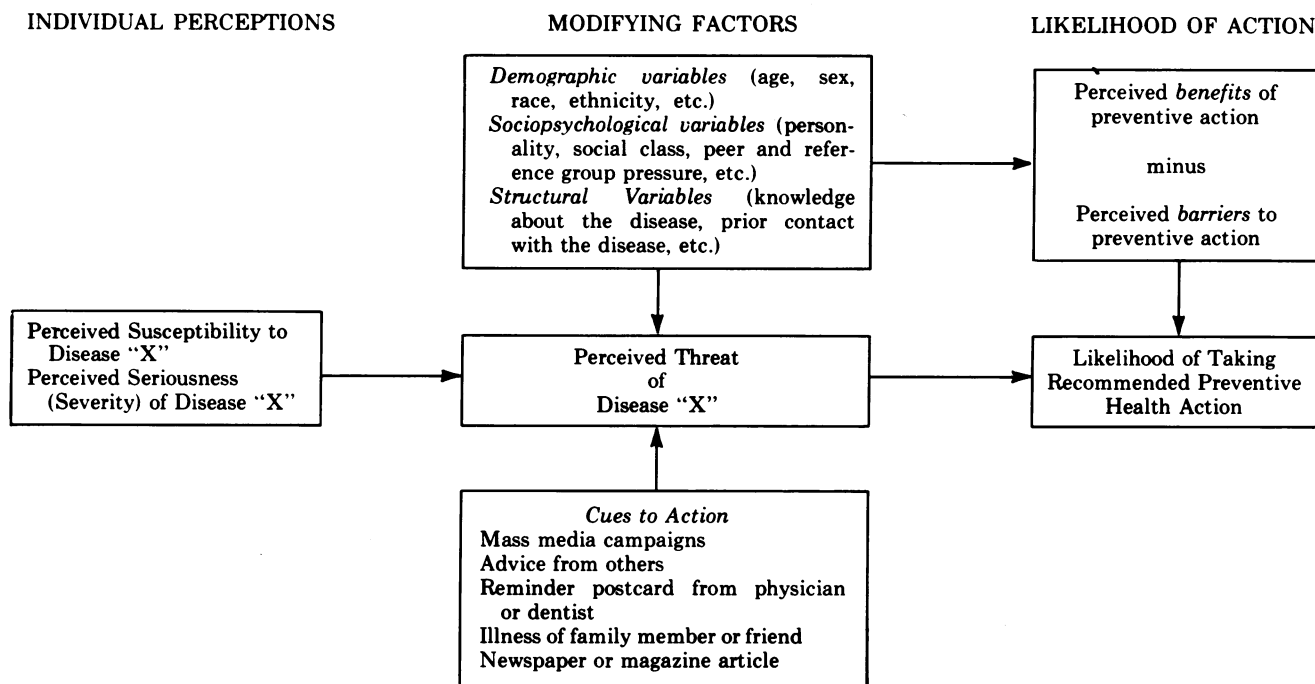 INDIVIDUAL PERCEPTIONS
MODIFYING FACTORS
LIKELIHOOD OF ACTION
Demographic variables (age, sex,
race, ethnicity, etc.)
Sociopsychological variables (person-
ality, social class, peer and refer-
ence group pressure, etc.)
Structural Variables (knowledge
about the disease, prior contact
with the disease, etc.)
Perceived benefits of
preventive action
minus
Perceived barriers to
preventive action
Perceived Susceptibility to
Disease “X”
Perceived Seriousness
(Severity) of Disease “X”
Perceived Threat
of
Disease “X”
Likelihood of Taking
Recommended Preventive
Health Action
Cues to Action
Mass media campaigns
Advice from others
Reminder postcard from physician
or dentist
Illness of family member or friend
Newspaper or magazine article